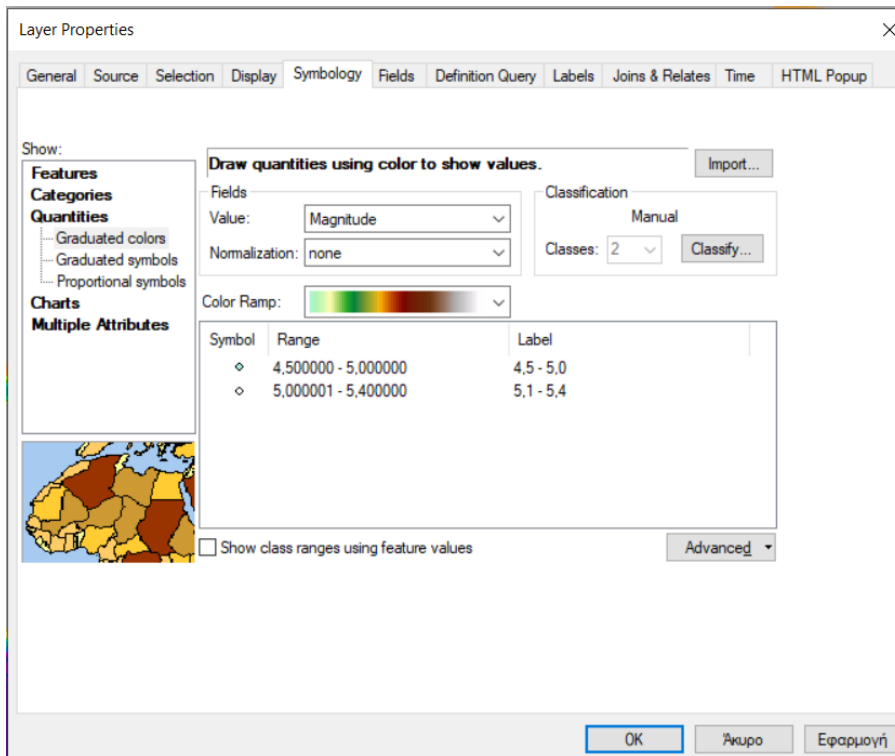 Layer Properties
General Source Selection Display Symbology Fields Definition Query Labels Joins & Relates Time HTML Popup
Show:
Features
Categories
Quantities
Graduated colors
Graduated symbols
Proportional symbols
Charts
Multiple Attributes
Draw quantities using color to show values.
Import...
Fields
Value: Magnitude
Normalization: none
Classification
Manual
Classes: 2 Classify...
Color Ramp:
Symbol Range Label
4,500000 - 5,000000 4,5 - 5,0
5,000001 - 5,400000 5,1 - 5,4
Show class ranges using feature values
Advanced
OK Άκυρο Εφαρμογή